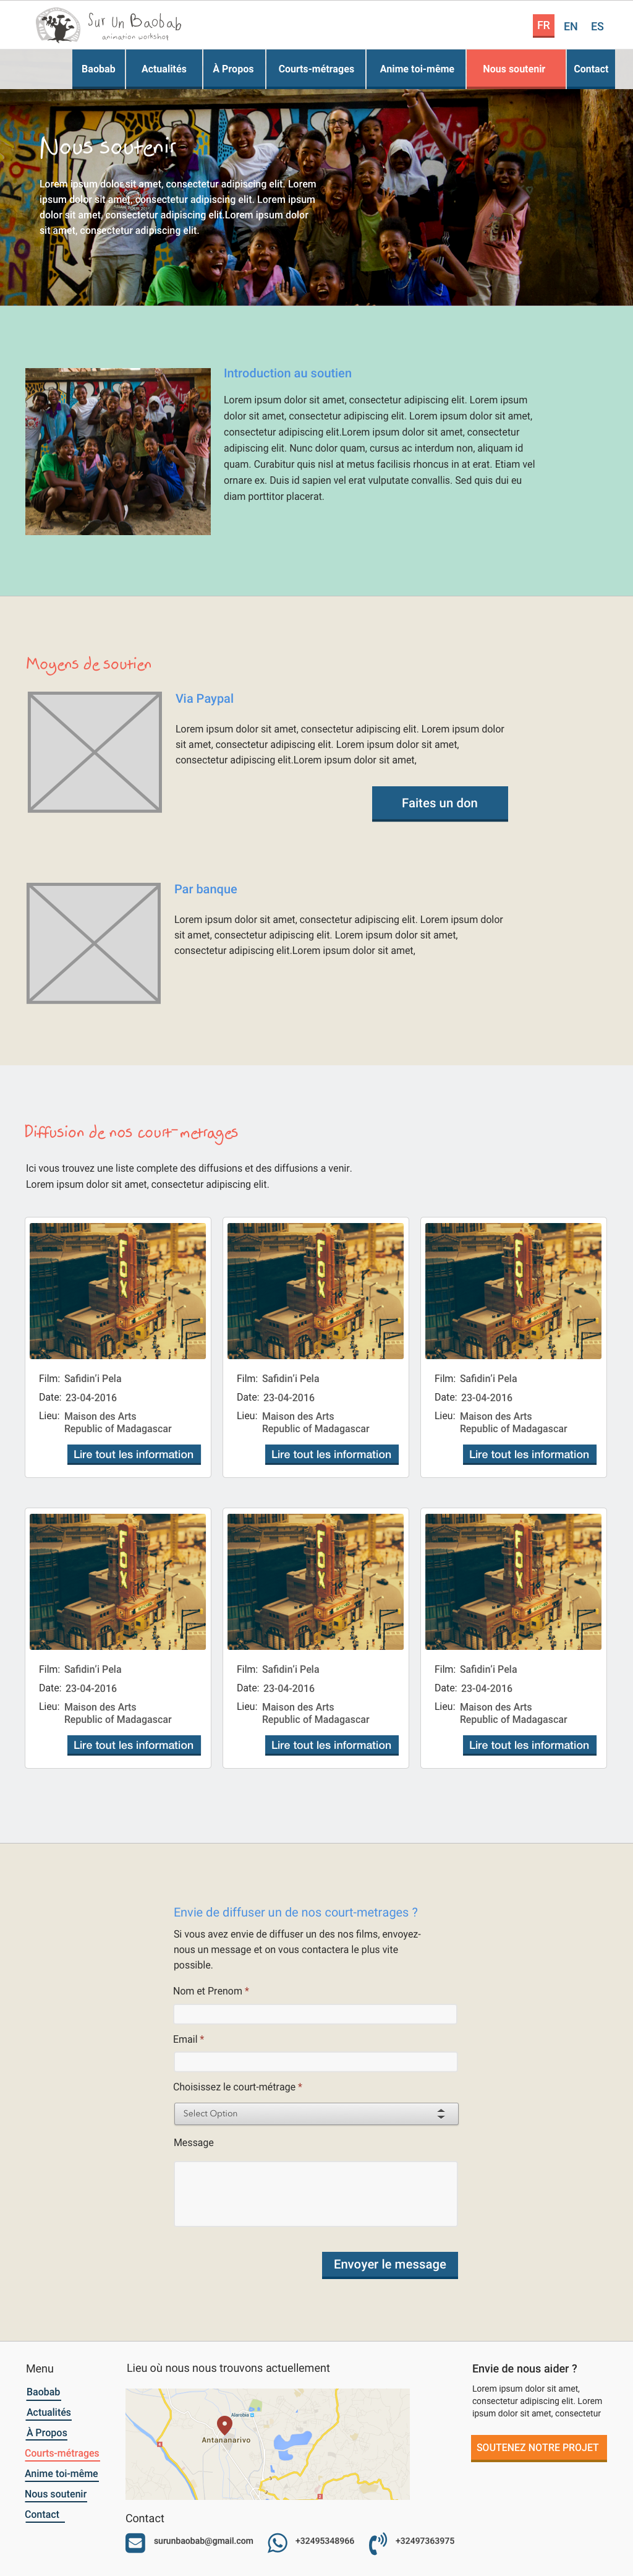 Sur Un Baobab
animation workshop
FR EN ES
Baobab Actualités À Propos Courts-métrages Anime toi-même Nous soutenir Contact
Nous soutenir
Lorem ipsum dolor sit amet, consectetur adipiscing elit. Lorem
ipsum dolor sit amet, consectetur adipiscing elit. Lorem ipsum
dolor sit amet, consectetur adipiscing elit.Lorem ipsum dolor
sit amet, consectetur adipiscing elit.
Introduction au soutien
Lorem ipsum dolor sit amet, consectetur adipiscing elit. Lorem ipsum
dolor sit amet, consectetur adipiscing elit. Lorem ipsum dolor sit amet,
consectetur adipiscing elit.Lorem ipsum dolor sit amet, consectetur
adipiscing elit. Nunc dolor quam, cursus ac interdum non, aliquam id
quam. Curabitur quis nisl at metus facilisis rhoncus in at erat. Etiam vel
ornare ex. Duis id sapien vel erat vulputate convallis. Sed quis dui eu
diam porttitor placerat.
Moyens de soutien
Via Paypal
Lorem ipsum dolor sit amet, consectetur adipiscing elit. Lorem ipsum dolor
sit amet, consectetur adipiscing elit. Lorem ipsum dolor sit amet,
consectetur adipiscing elit.Lorem ipsum dolor sit amet,
Faites un don
Par banque
Lorem ipsum dolor sit amet, consectetur adipiscing elit. Lorem ipsum dolor
sit amet, consectetur adipiscing elit. Lorem ipsum dolor sit amet,
consectetur adipiscing elit.Lorem ipsum dolor sit amet,
Diffusion de nos court-metrages
Ici vous trouvez une liste complete des diffusions et des diffusions a venir.
Lorem ipsum dolor sit amet, consectetur adipiscing elit.
FOX
Film: Safidin'i Pela
Date: 23-04-2016
Lieu: Maison des Arts
Republic of Madagascar
Lire tout les information
FOX
Film: Safidin'i Pela
Date: 23-04-2016
Lieu: Maison des Arts
Republic of Madagascar
Lire tout les information
FOX
Film: Safidin'i Pela
Date: 23-04-2016
Lieu: Maison des Arts
Republic of Madagascar
Lire tout les information
FOX
Film: Safidin'i Pela
Date: 23-04-2016
Lieu: Maison des Arts
Republic of Madagascar
Lire tout les information
FOX
Film: Safidin'i Pela
Date: 23-04-2016
Lieu: Maison des Arts
Republic of Madagascar
Lire tout les information
FOX
Film: Safidin'i Pela
Date: 23-04-2016
Lieu: Maison des Arts
Republic of Madagascar
Lire tout les information
Envie de diffuser un de nos court-metrages ?
Si vous avez envie de diffuser un des nos films, envoyez-
nous un message et on vous contactera le plus vite
possible.
Nom et Prenom *
Email *
Choisissez le court-métrage *
Select Option
Message
Envoyer le message
Menu
Baobab
Actualités
À Propos
Courts-métrages
Anime toi-même
Nous soutenir
Contact
Lieu où nous nous trouvons actuellement
Alarobia
Antananarivo
Contact
surunbaobab@gmail.com +32495348966 +32497363975
Envie de nous aider ?
Lorem ipsum dolor sit amet,
consectetur adipiscing elit. Lorem
ipsum dolor sit amet, consectetur
SOUTENEZ NOTRE PROJET